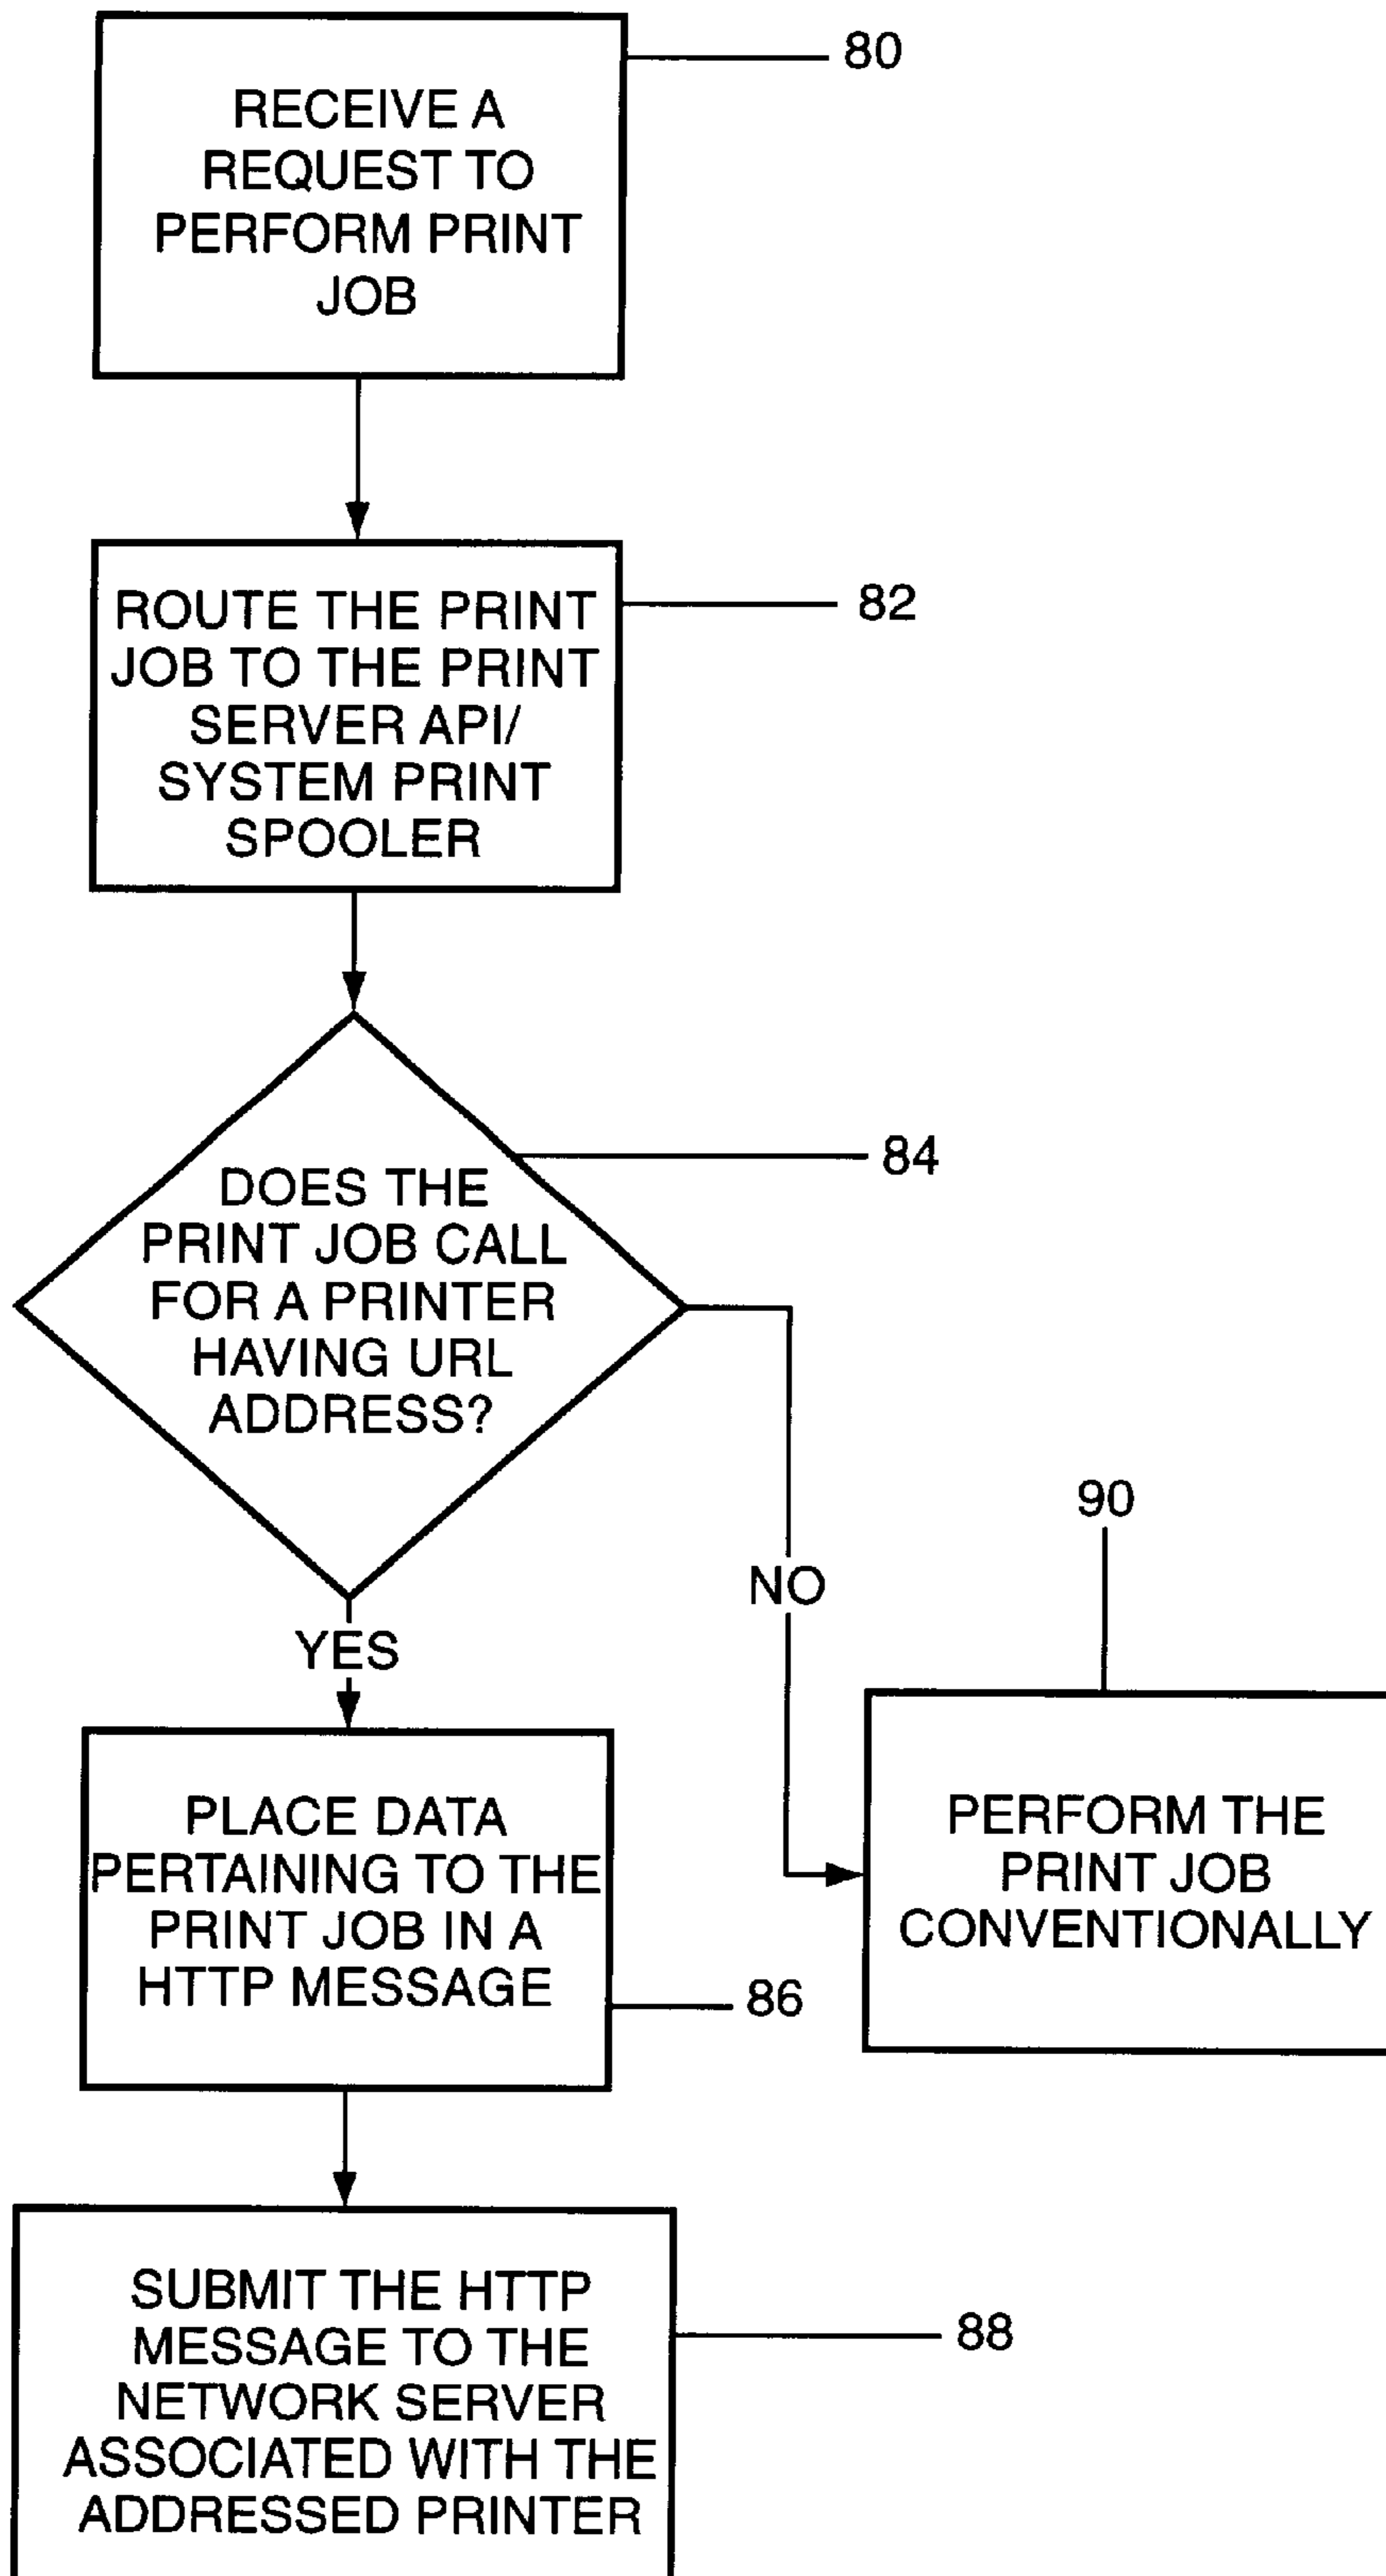 80
RECEIVE A
REQUEST TO
PERFORM PRINT
JOB
82
ROUTE THE PRINT
JOB TO THE PRINT
SERVER API/
SYSTEM PRINT
SPOOLER
84
DOES THE
PRINT JOB CALL
FOR A PRINTER
HAVING URL
ADDRESS?
90
NO
YES
PLACE DATA
PERTAINING TO THE
PRINT JOB IN A
HTTP MESSAGE
86
PERFORM THE
PRINT JOB
CONVENTIONALLY
SUBMIT THE HTTP
MESSAGE TO THE
NETWORK SERVER
ASSOCIATED WITH THE
ADDRESSED PRINTER
88